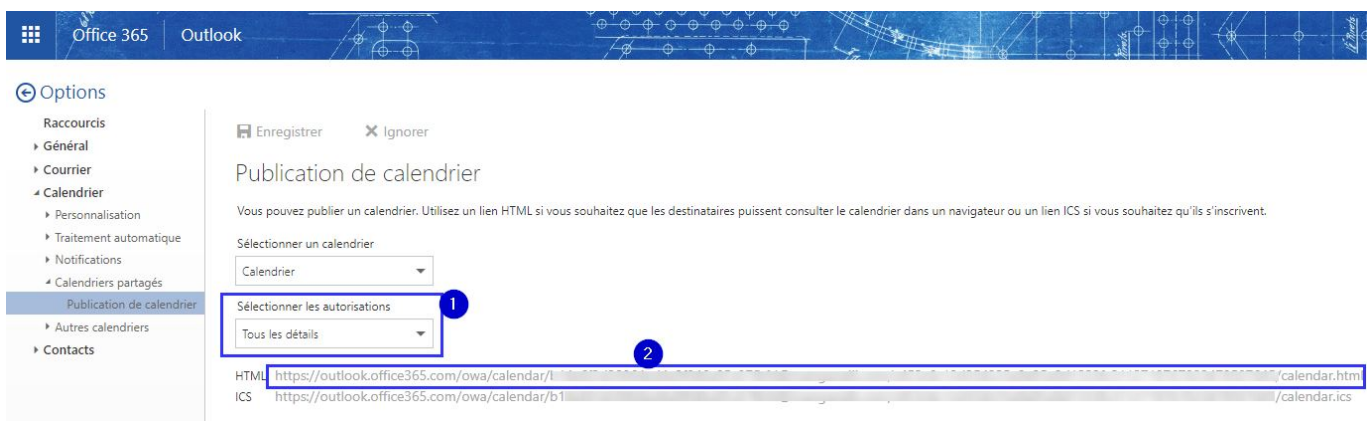 Office 365 Outlook
Options
Raccourcis
Général
Courrier
Calendrier
Personnalisation
Traitement automatique
Notifications
Calendriers partagés
Publication de calendrier
Autres calendriers
Contacts
Enregistrer Ignorer
Publication de calendrier
Vous pouvez publier un calendrier. Utilisez un lien HTML si vous souhaitez que les destinataires puissent consulter le calendrier dans un navigateur ou un lien ICS si vous souhaitez qu'ils s'inscrivent.
Sélectionner un calendrier
Calendrier
Sélectionner les autorisations 1
Tous les détails
2
HTML https://outlook.office365.com/owa/calendar/ /calendar.html
ICS https://outlook.office365.com/owa/calendar/b1 /calendar.ics